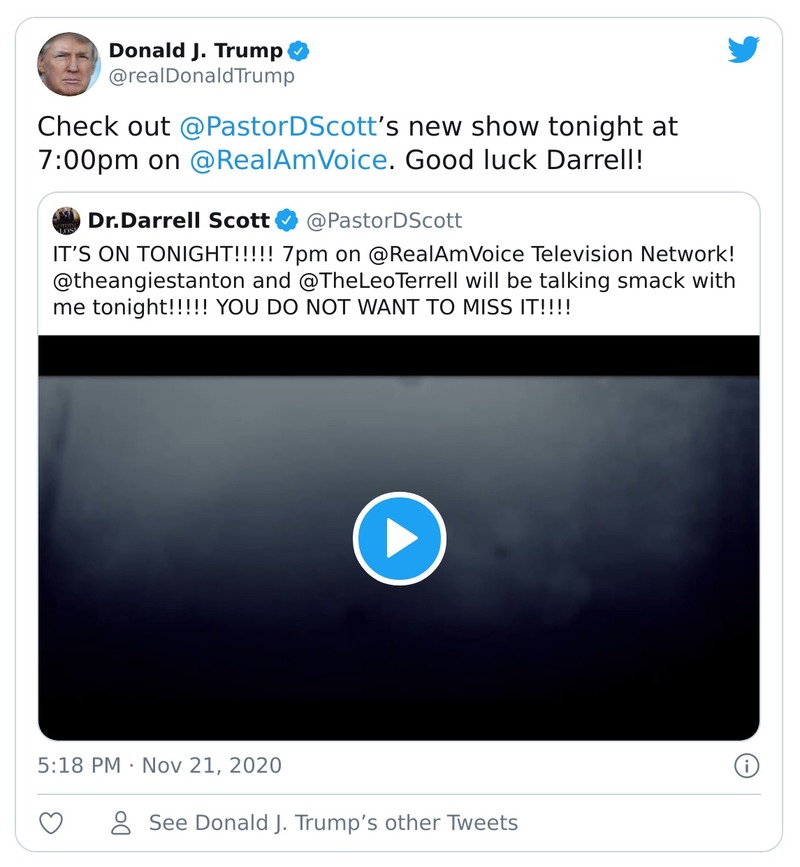 Donald J. Trump
@realDonaldTrump
Check out @PastorDScott’s new show tonight at
7:00pm on @RealAmVoice. Good luck Darrell!
Dr.Darrell Scott @PastorDScott
IT’S ON TONIGHT!!!!! 7pm on @RealAmVoice Television Network!
@theangiestanton and @TheLeoTerrell will be talking smack with
me tonight!!!!! YOU DO NOT WANT TO MISS IT!!!!
5:18 PM · Nov 21, 2020
See Donald J. Trump’s other Tweets